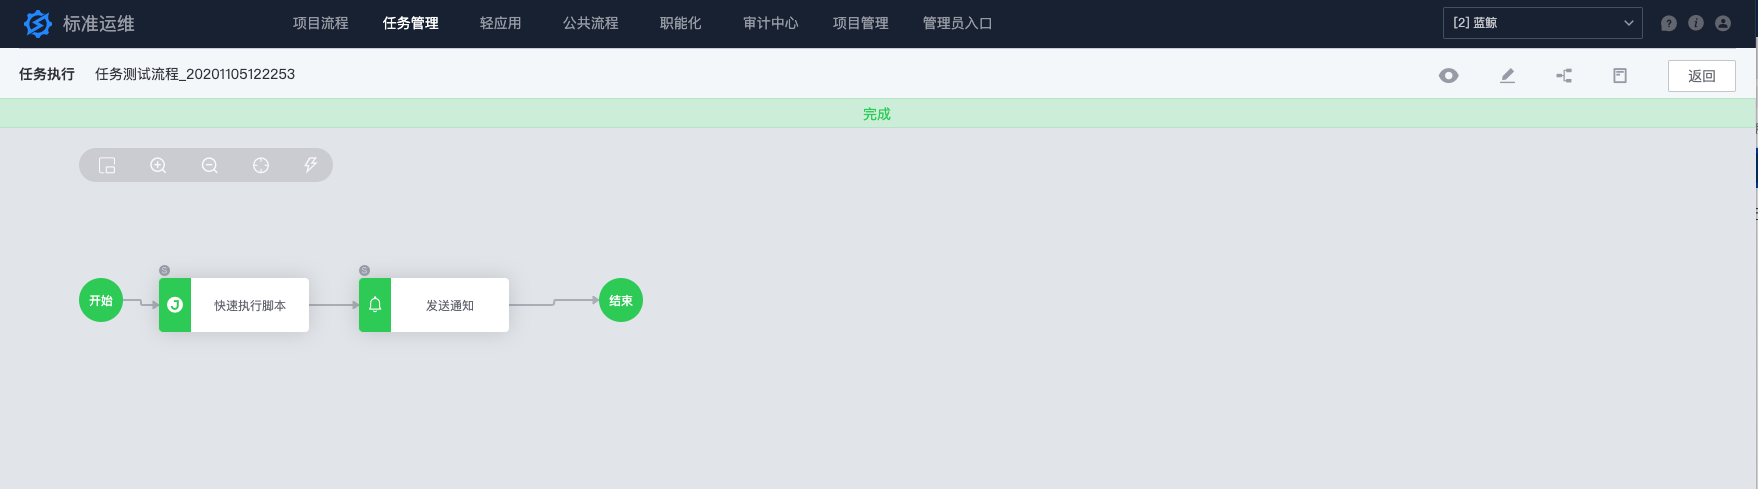 标准运维
项目流程 任务管理 轻应用 公共流程 职能化 审计中心 项目管理 管理员入口
[2] 蓝鲸
任务执行 任务测试流程_20201105122253
返回
完成
开始
S
快速执行脚本
S
发送通知
结束